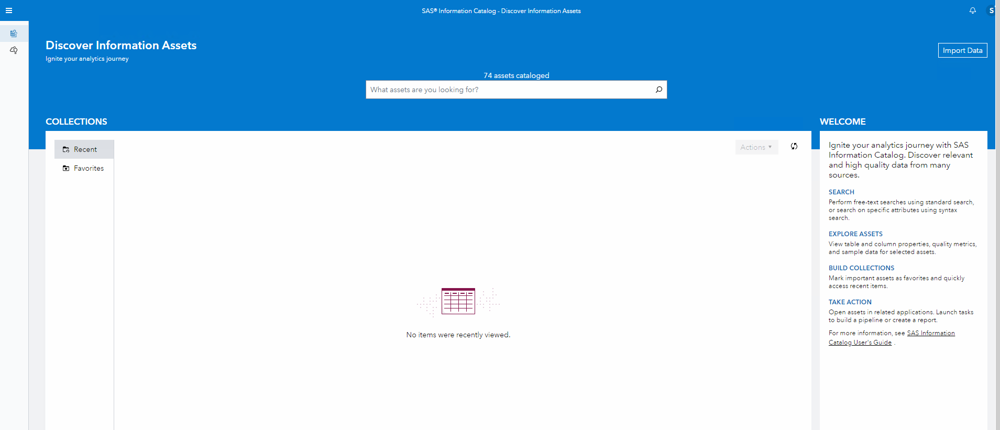 SAS® Information Catalog - Discover Information Assets
S
Discover Information Assets
Ignite your analytics journey
Import Data
74 assets cataloged
What assets are you looking for?
COLLECTIONS
Recent
Favorites
Actions
No items were recently viewed.
WELCOME
Ignite your analytics journey with SAS
Information Catalog. Discover relevant
and high quality data from many
sources.
SEARCH
Perform free-text searches using standard search,
or search on specific attributes using syntax
search.
EXPLORE ASSETS
View table and column properties, quality metrics,
and sample data for selected assets.
BUILD COLLECTIONS
Mark important assets as favorites and quickly
access recent items.
TAKE ACTION
Open assets in related applications. Launch tasks
to build a pipeline or create a report.
For more information, see SAS Information
Catalog User's Guide .